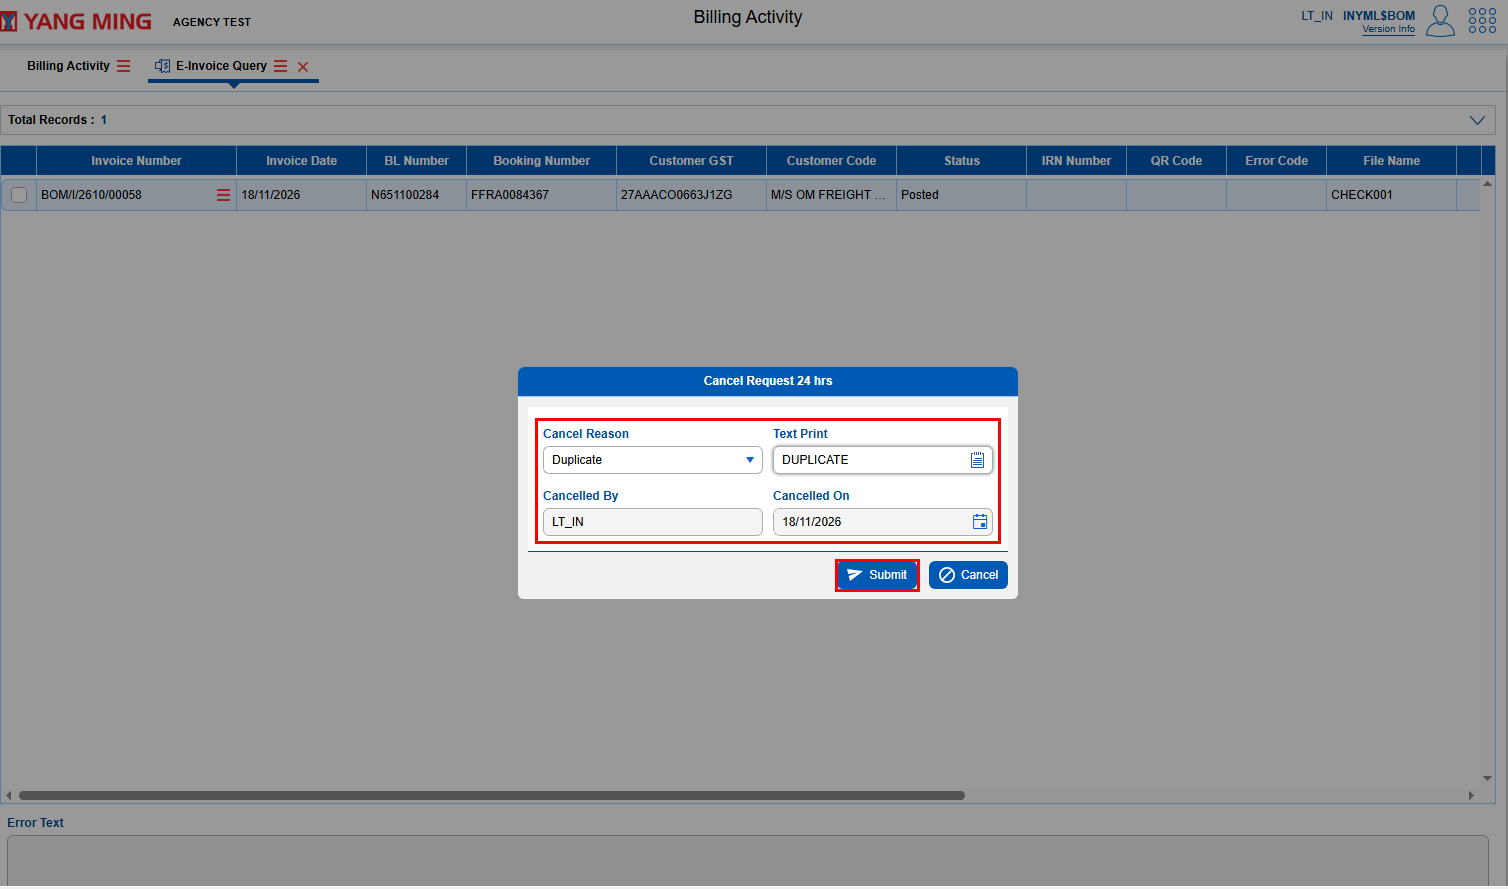 YANG MING AGENCY TEST Billing Activity LT_IN INYML$BOM
Version Info
Billing Activity E-Invoice Query
Total Records : 1
Invoice Number Invoice Date BL Number Booking Number Customer GST Customer Code Status IRN Number QR Code Error Code File Name
BOM/I/2610/00058 18/11/2026 N651100284 FFRA0084367 27AAACO0663J1ZG M/S OM FREIGHT ... Posted CHECK001
Cancel Request 24 hrs
Cancel Reason Text Print
Duplicate DUPLICATE
Cancelled By Cancelled On
LT_IN 18/11/2026
Submit Cancel
Error Text